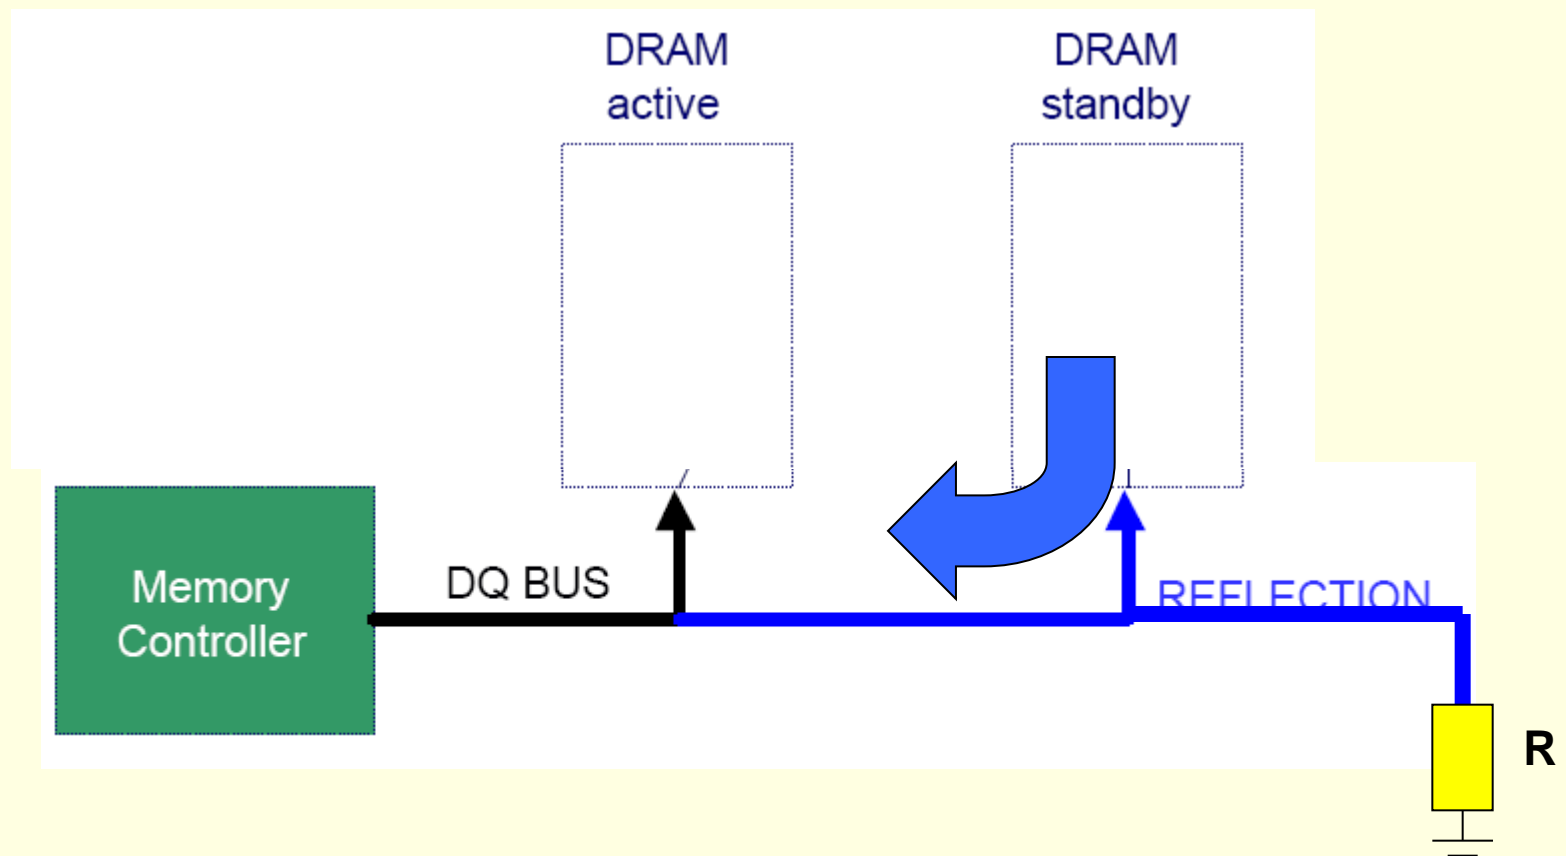 DRAM
active
DRAM
standby
Memory
Controller
DQ BUS
REFLECTION
R